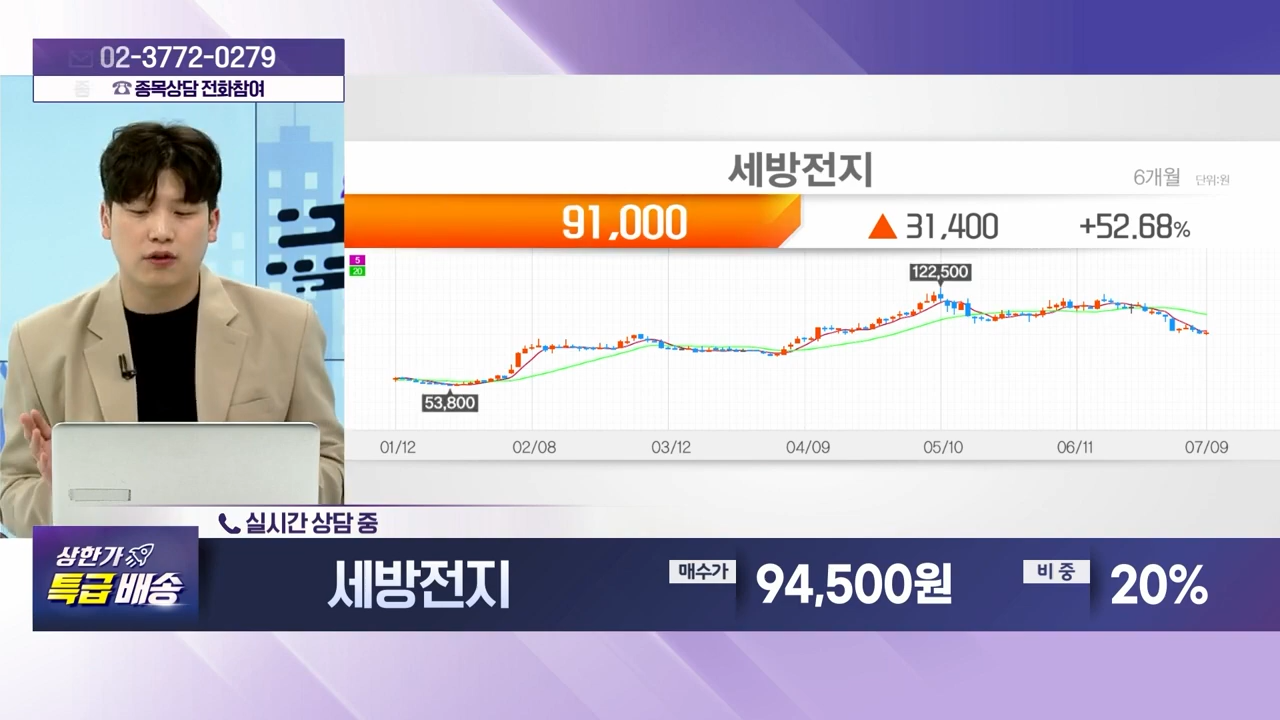 02-3772-0279
☎ 종목상담 전화참여
세방전지
6개월 단위:원
91,000 ▲ 31,400 +52.68%
5
20
122,500
53,800
01/12 02/08 03/12 04/09 05/10 06/11 07/09
실시간 상담 중
상한가
특급 배송
세방전지 매수가 94,500원 비중 20%